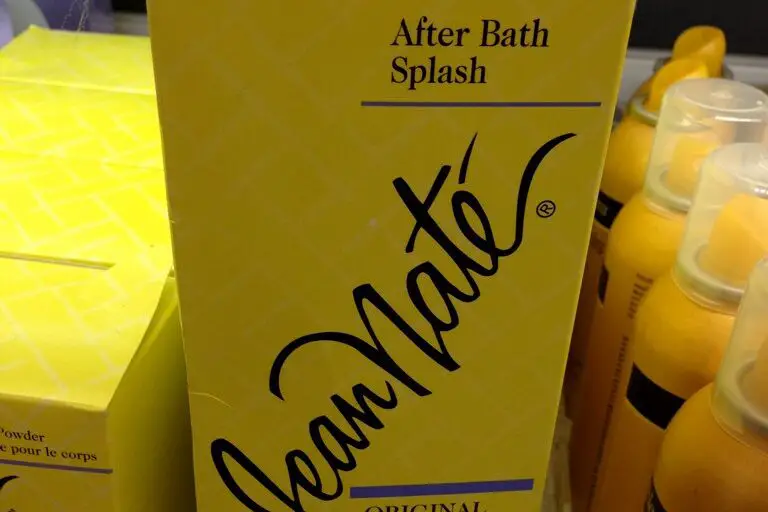 After Bath
Splash
Jean Naté
®
ORIGINAL
Powder
e pour le corps